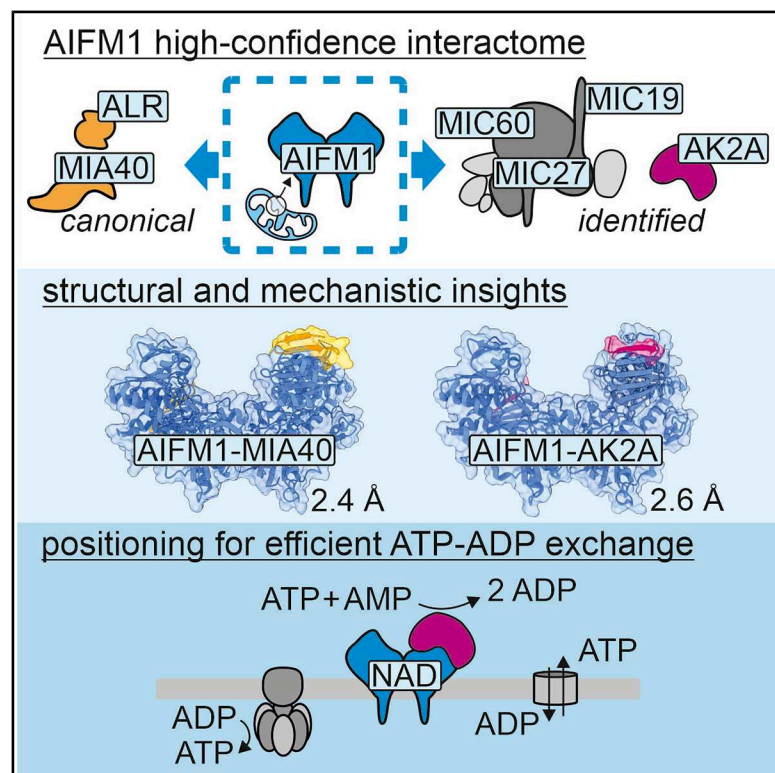 AIFM1 high-confidence interactome
ALR
MIA40
canonical
AIFM1
MIC60
MIC19
MIC27
AK2A
identified
structural and mechanistic insights
AIFM1-MIA40
2.4 Å
AIFM1-AK2A
2.6 Å
positioning for efficient ATP-ADP exchange
ATP+AMP
2 ADP
NAD
ADP
ATP
ATP
ADP